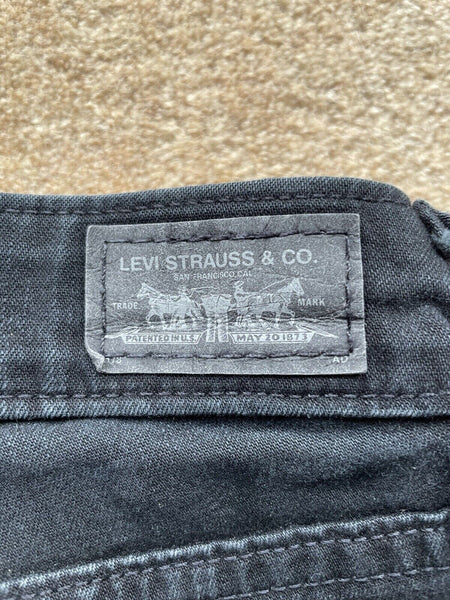 LEVI STRAUSS & CO.
SAN FRANCISCO, CAL.
TRADE MARK
PATENTED IN U.S. MAY 20 1873